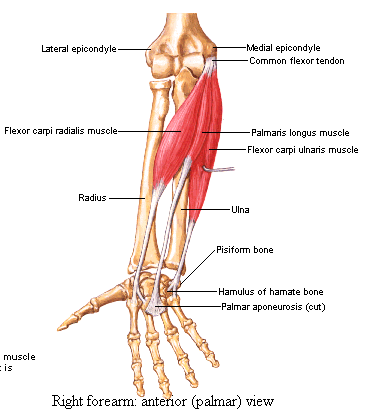 Lateral epicondyle
Medial epicondyle
Common flexor tendon
Flexor carpi radialis muscle
Palmaris longus muscle
Flexor carpi ulnaris muscle
Radius
Ulna
Pisiform bone
Hamulus of hamate bone
Palmar aponeurosis (cut)
muscle
is
Right forearm: anterior (palmar) view